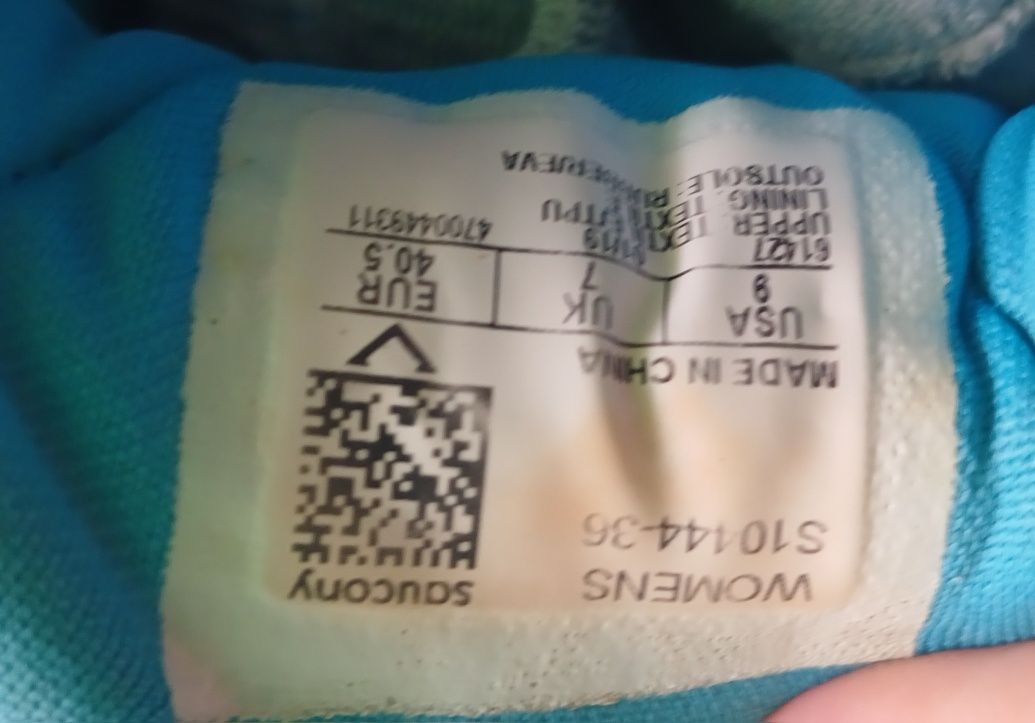 WOMENS saucony
S10444-36
MADE IN CHINA
USA UK EUR
9 7 40.5
61427 4700449311
UPPER: TEXTILE/TPU
LINING: TEXTILE
OUTSOLE: RUBBER/EVA